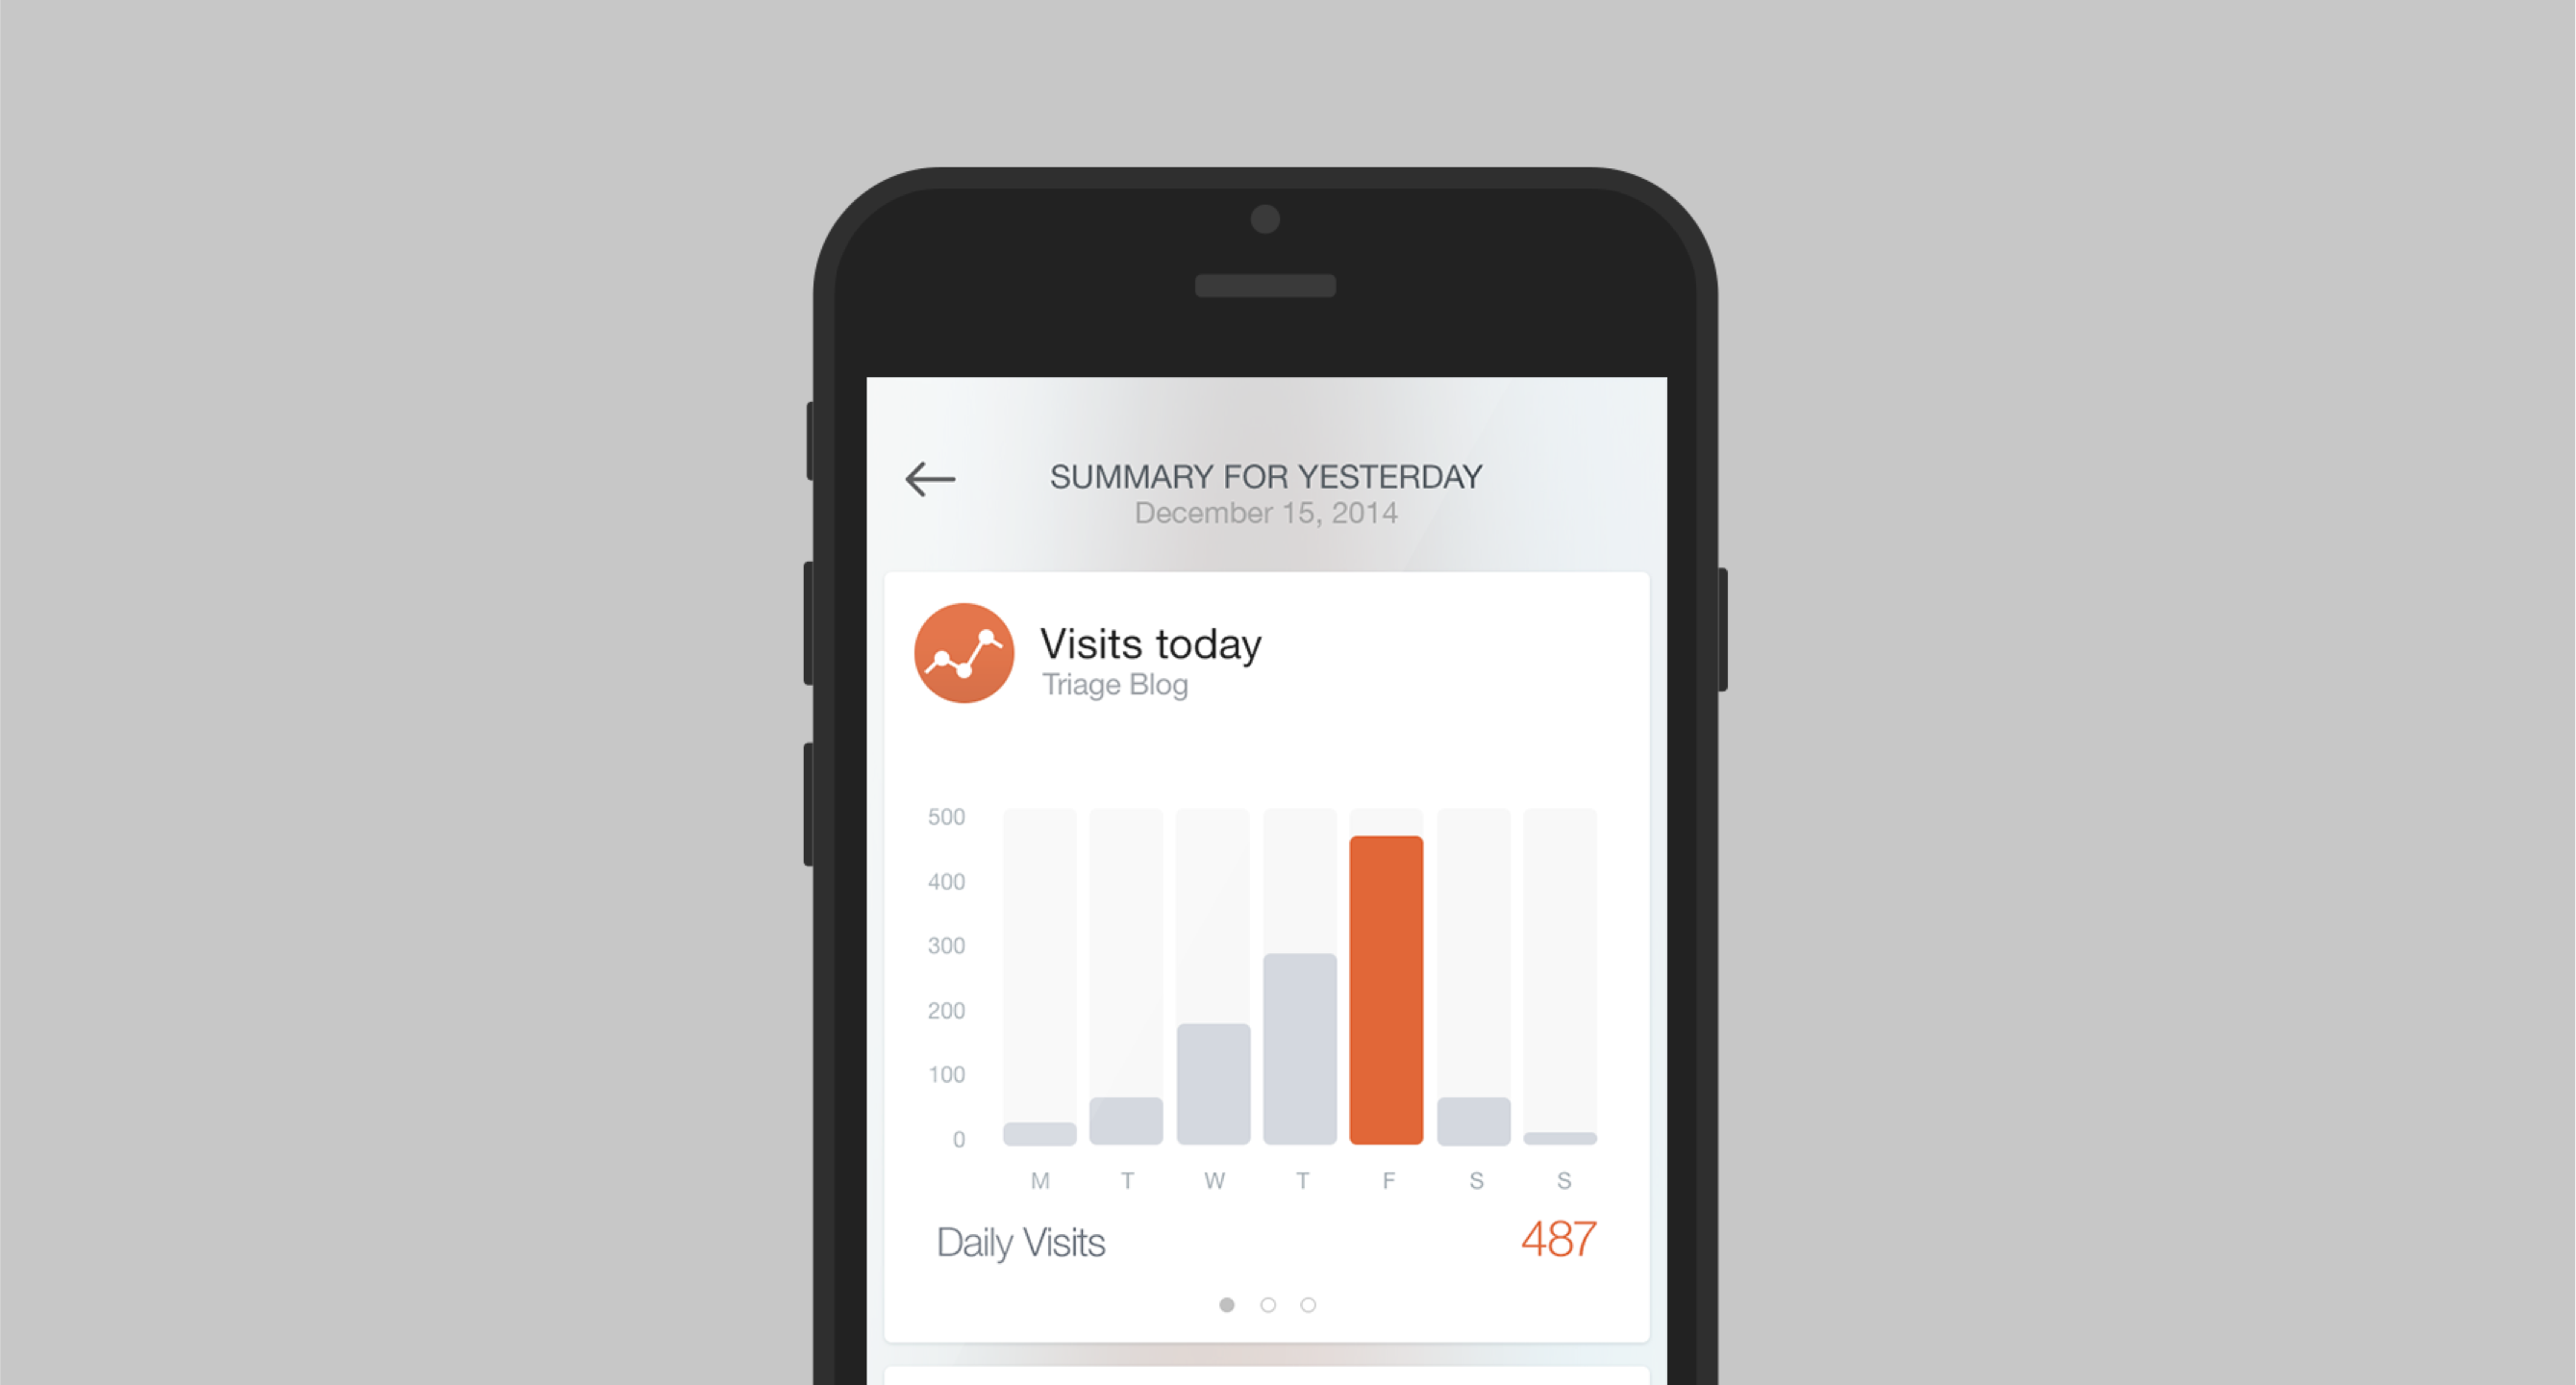 SUMMARY FOR YESTERDAY
December 15, 2014
Visits today
Triage Blog
500
400
300
200
100
0
M T W T F S S
Daily Visits 487